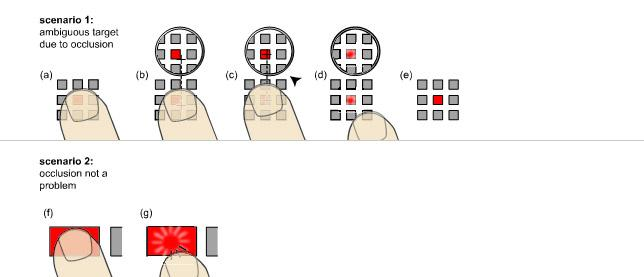 scenario 1:
ambiguous target
due to occlusion
(a)
(b)
(c)
(d)
(e)
scenario 2:
occlusion not a
problem
(f)
(g)